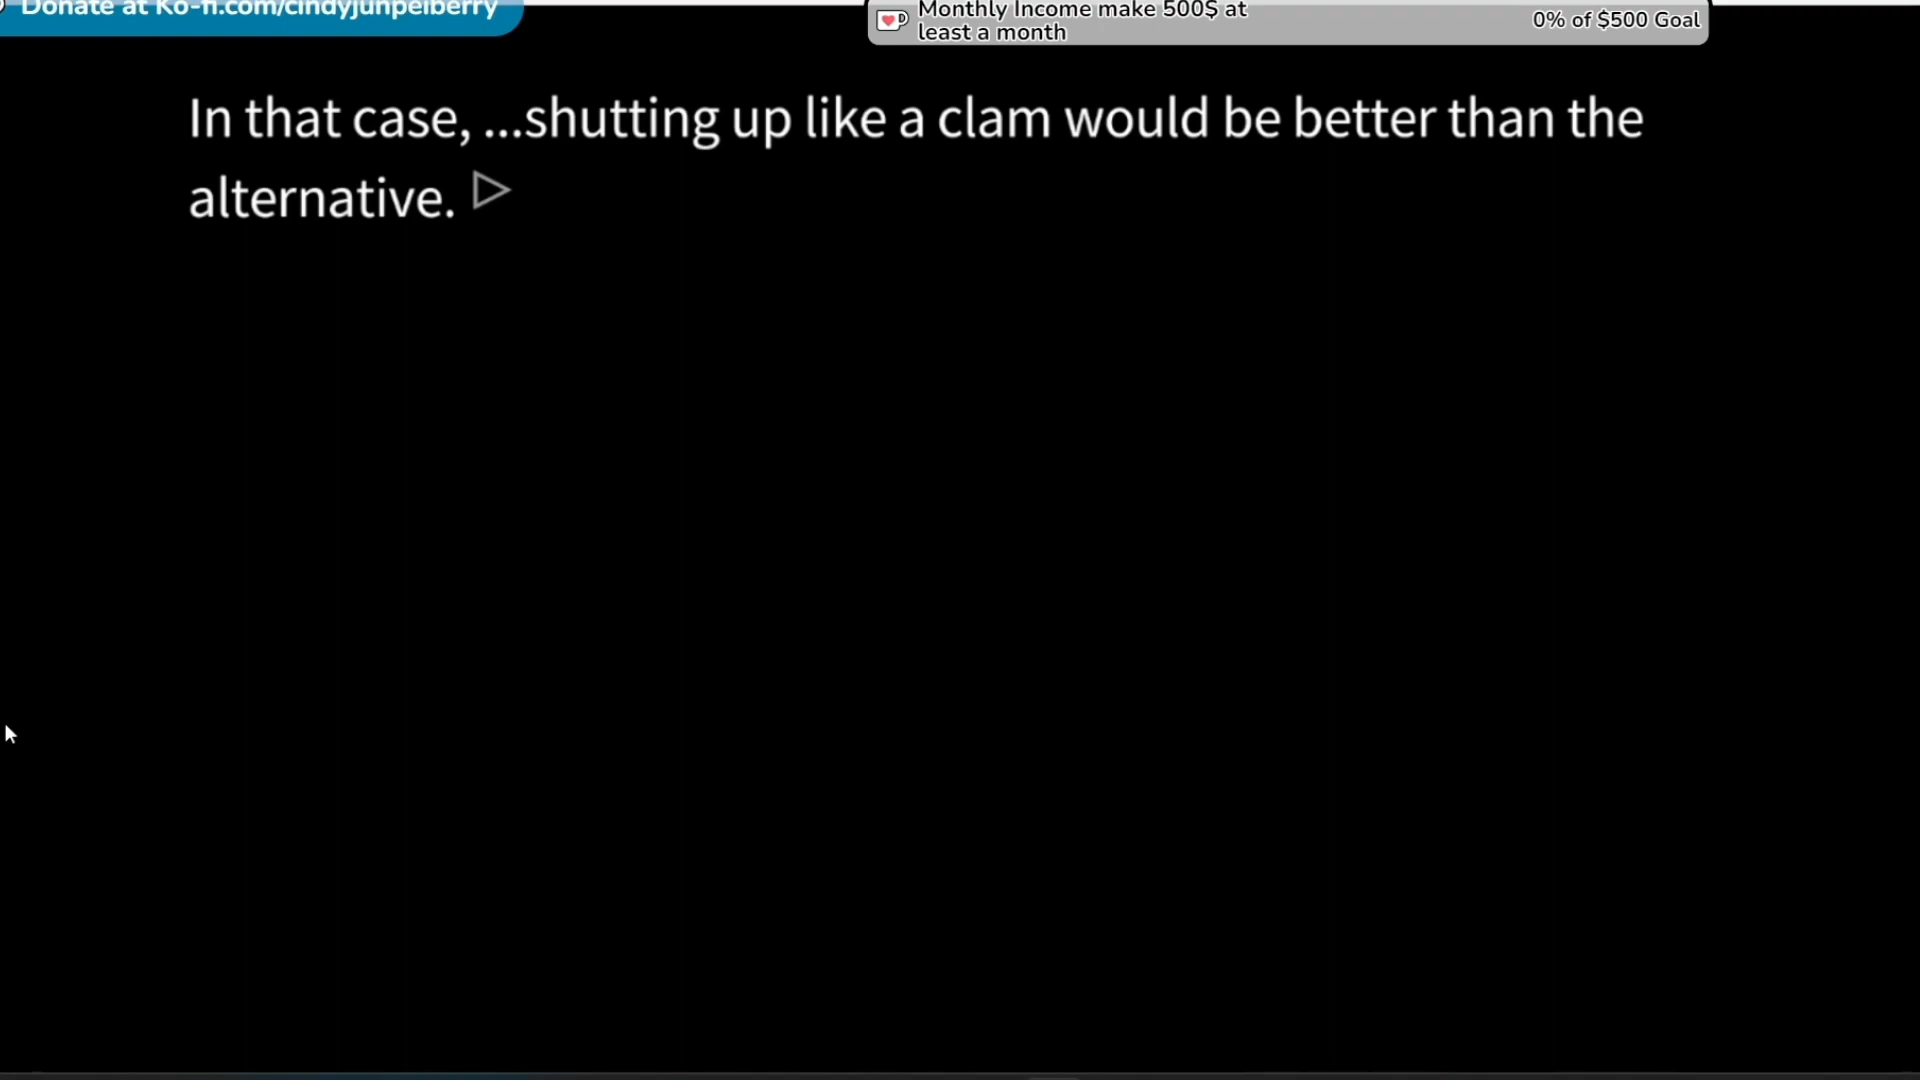 Donate at Ko-fi.com/cindyjunpeiberry
Monthly Income make 500$ at
least a month
0% of $500 Goal
In that case, ...shutting up like a clam would be better than the
alternative.